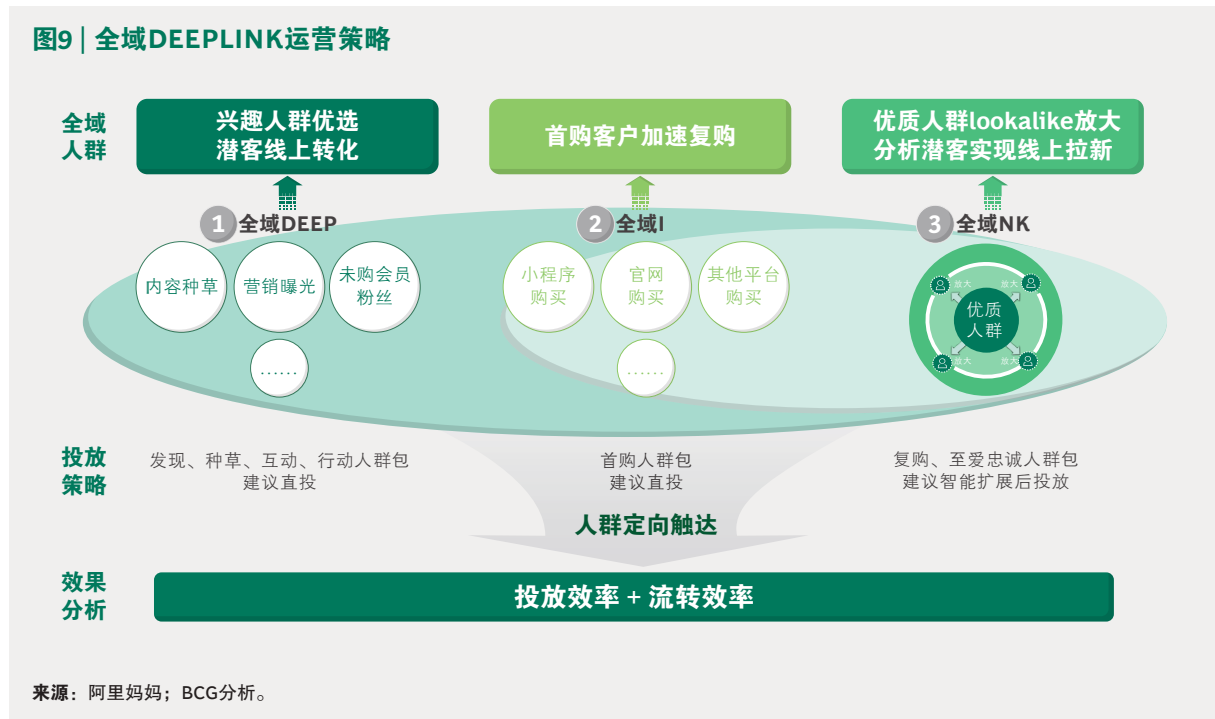 图9 | 全域DEEPLINK运营策略
全域
人群
兴趣人群优选
潜客线上转化
首购客户加速复购
优质人群lookalike放大
分析潜客实现线上拉新
1 全域DEEP
2 全域I
3 全域NK
内容种草
营销曝光
未购会员
粉丝
......
小程序
购买
官网
购买
其他平台
购买
......
放大
放大
优质
人群
放大
放大
投放
策略
发现、种草、互动、行动人群包
建议直投
首购人群包
建议直投
复购、至爱忠诚人群包
建议智能扩展后投放
人群定向触达
效果
分析
投放效率 + 流转效率
来源：阿里妈妈；BCG分析。